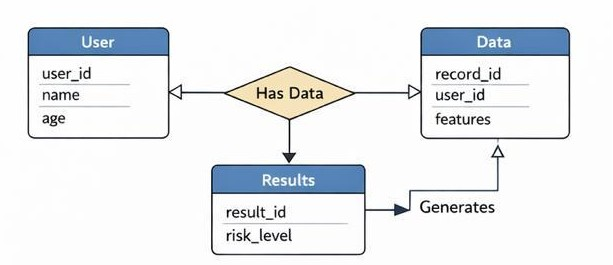 User
user_id
name
age
Has Data
Data
record_id
user_id
features
Results
result_id
risk_level
Generates